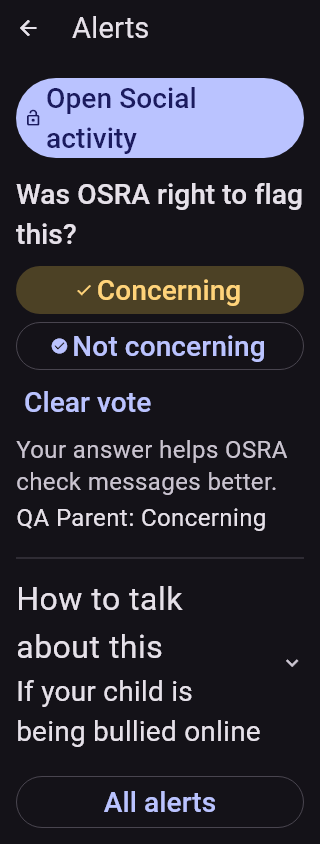 Alerts
Open Social
activity
Was OSRA right to flag
this?
Concerning
Not concerning
Clear vote
Your answer helps OSRA
check messages better.
QA Parent: Concerning
How to talk
about this
If your child is
being bullied online
All alerts